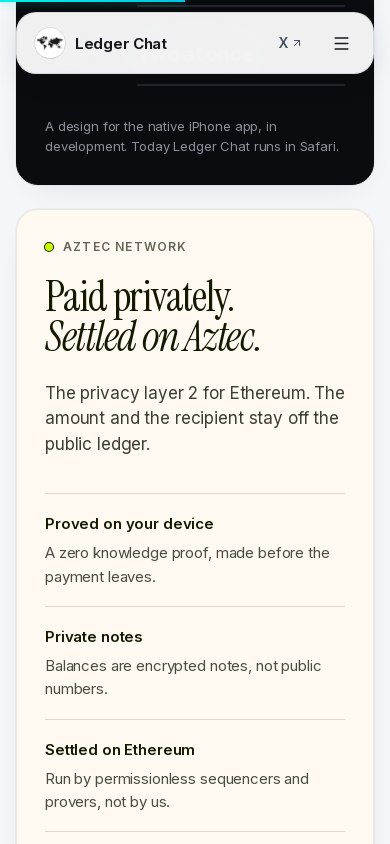 Ledger Chat
X
A design for the native iPhone app, in
development. Today Ledger Chat runs in Safari.
AZTEC NETWORK
Paid privately.
Settled on Aztec.
The privacy layer 2 for Ethereum. The
amount and the recipient stay off the
public ledger.
Proved on your device
A zero knowledge proof, made before the
payment leaves.
Private notes
Balances are encrypted notes, not public
numbers.
Settled on Ethereum
Run by permissionless sequencers and
provers, not by us.